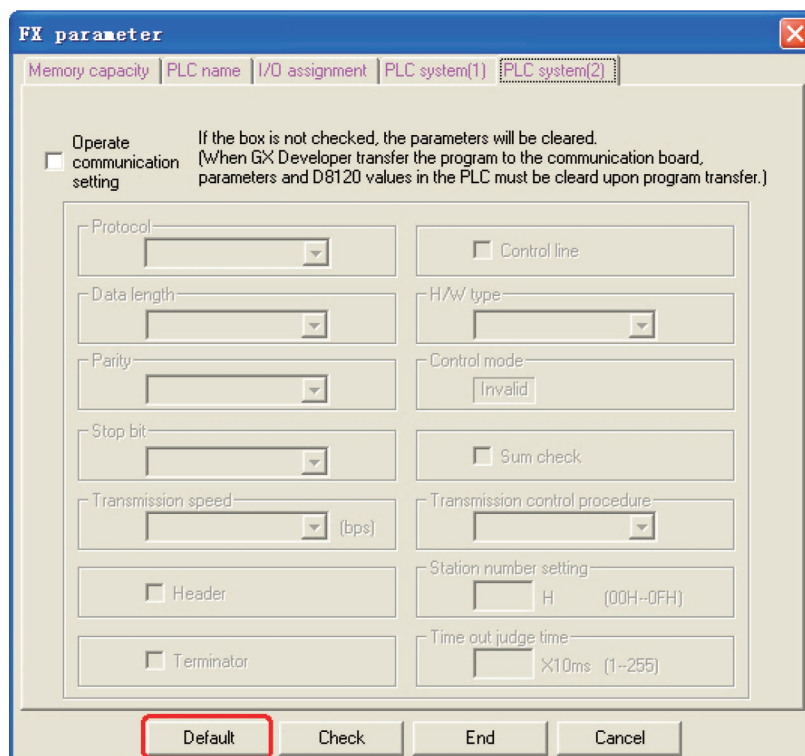 FX parameter
Memory capacity PLC name I/O assignment PLC system(1) PLC system(2)
Operate
communication
setting
If the box is not checked, the parameters will be cleared.
(When GX Developer transfer the program to the communication board,
parameters and D8120 values in the PLC must be cleard upon program transfer.)
Protocol
Control line
Data length
H/W type
Parity
Control mode
Invalid
Stop bit
Sum check
Transmission speed
(bps)
Transmission control procedure
Header
Station number setting
H (00H--0FH)
Terminator
Time out judge time
X10ms (1--255)
Default Check End Cancel